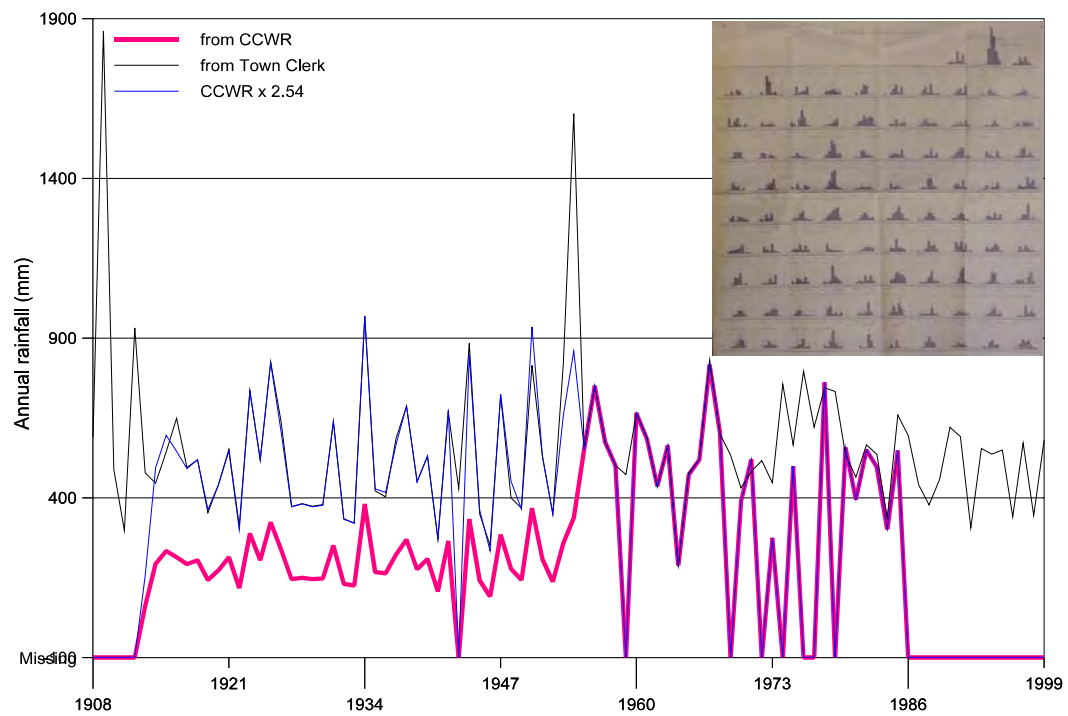 1900
from CCWR
from Town Clerk
CCWR x 2.54
1400
Annual rainfall (mm)
900
400
Missing
-100
1921
1947
1973
1999
1908
1934
1960
1986